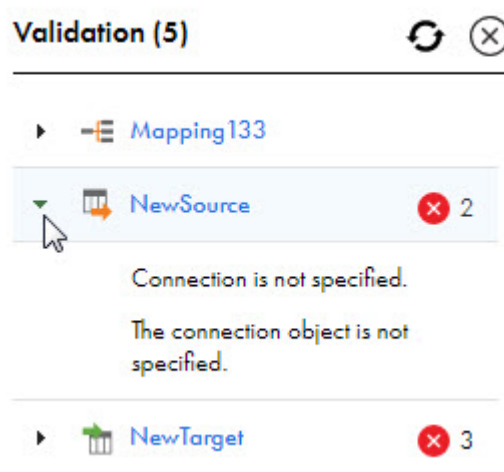 Validation (5)
Mapping133
NewSource 2
Connection is not specified.
The connection object is not
specified.
NewTarget 3